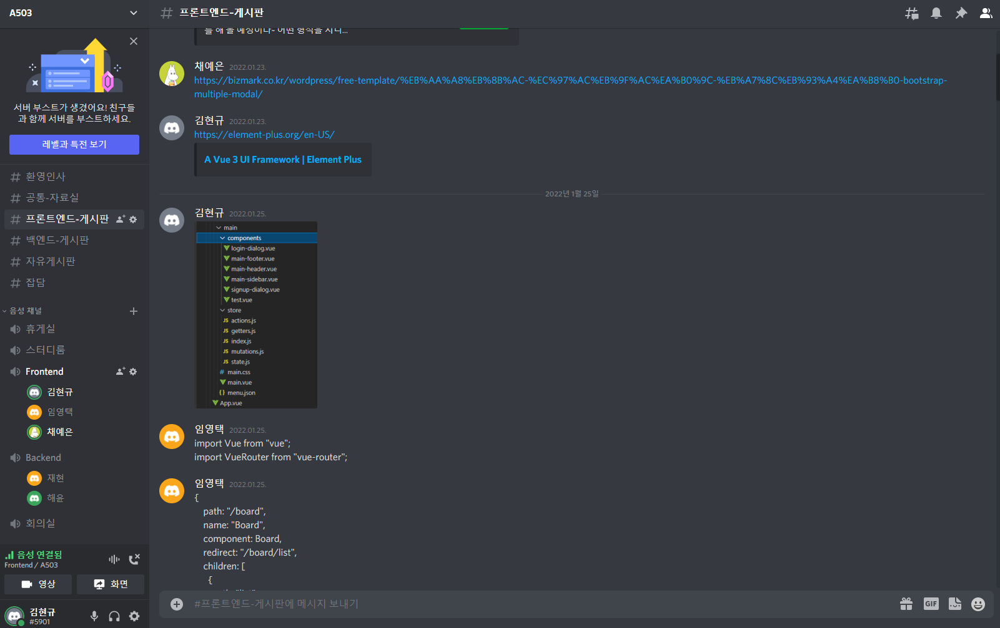 A503
프론트엔드-게시판
서버 부스트가 생겼어요! 친구들
과 함께 서버를 부스트하세요.
레벨과 특전 보기
환영인사
공통-자료실
프론트엔드-게시판
백엔드-게시판
자유게시판
잡담
음성 채널
휴게실
스터디룸
Frontend
김현규
임영택
채예은
Backend
재현
해윤
회의실
음성 연결됨
Frontend / A503
영상
화면
김현규
#5901
채예은 2022.01.23.
https://bizmark.co.kr/wordpress/free-template/%EB%AA%A8%EB%8B%AC-%EC%97%AC%EB%9F%AC%EA%B0%9C-%EB%A7%8C%EB%93%A4%EA%B8%B0-bootstrap-
multiple-modal/
김현규 2022.01.23.
https://element-plus.org/en-US/
A Vue 3 UI Framework | Element Plus
2022년 1월 25일
김현규 2022.01.25.
main
components
login-dialog.vue
main-footer.vue
main-header.vue
main-sidebar.vue
signup-dialog.vue
test.vue
store
JS actions.js
JS getters.js
JS index.js
JS mutations.js
JS state.js
# main.css
main.vue
{} menu.json
App.vue
임영택 2022.01.25.
import Vue from "vue";
import VueRouter from "vue-router";
임영택 2022.01.25.
{
path: "/board",
name: "Board",
component: Board,
redirect: "/board/list",
children: [
{
#프론트엔드-게시판에 메시지 보내기
GIF